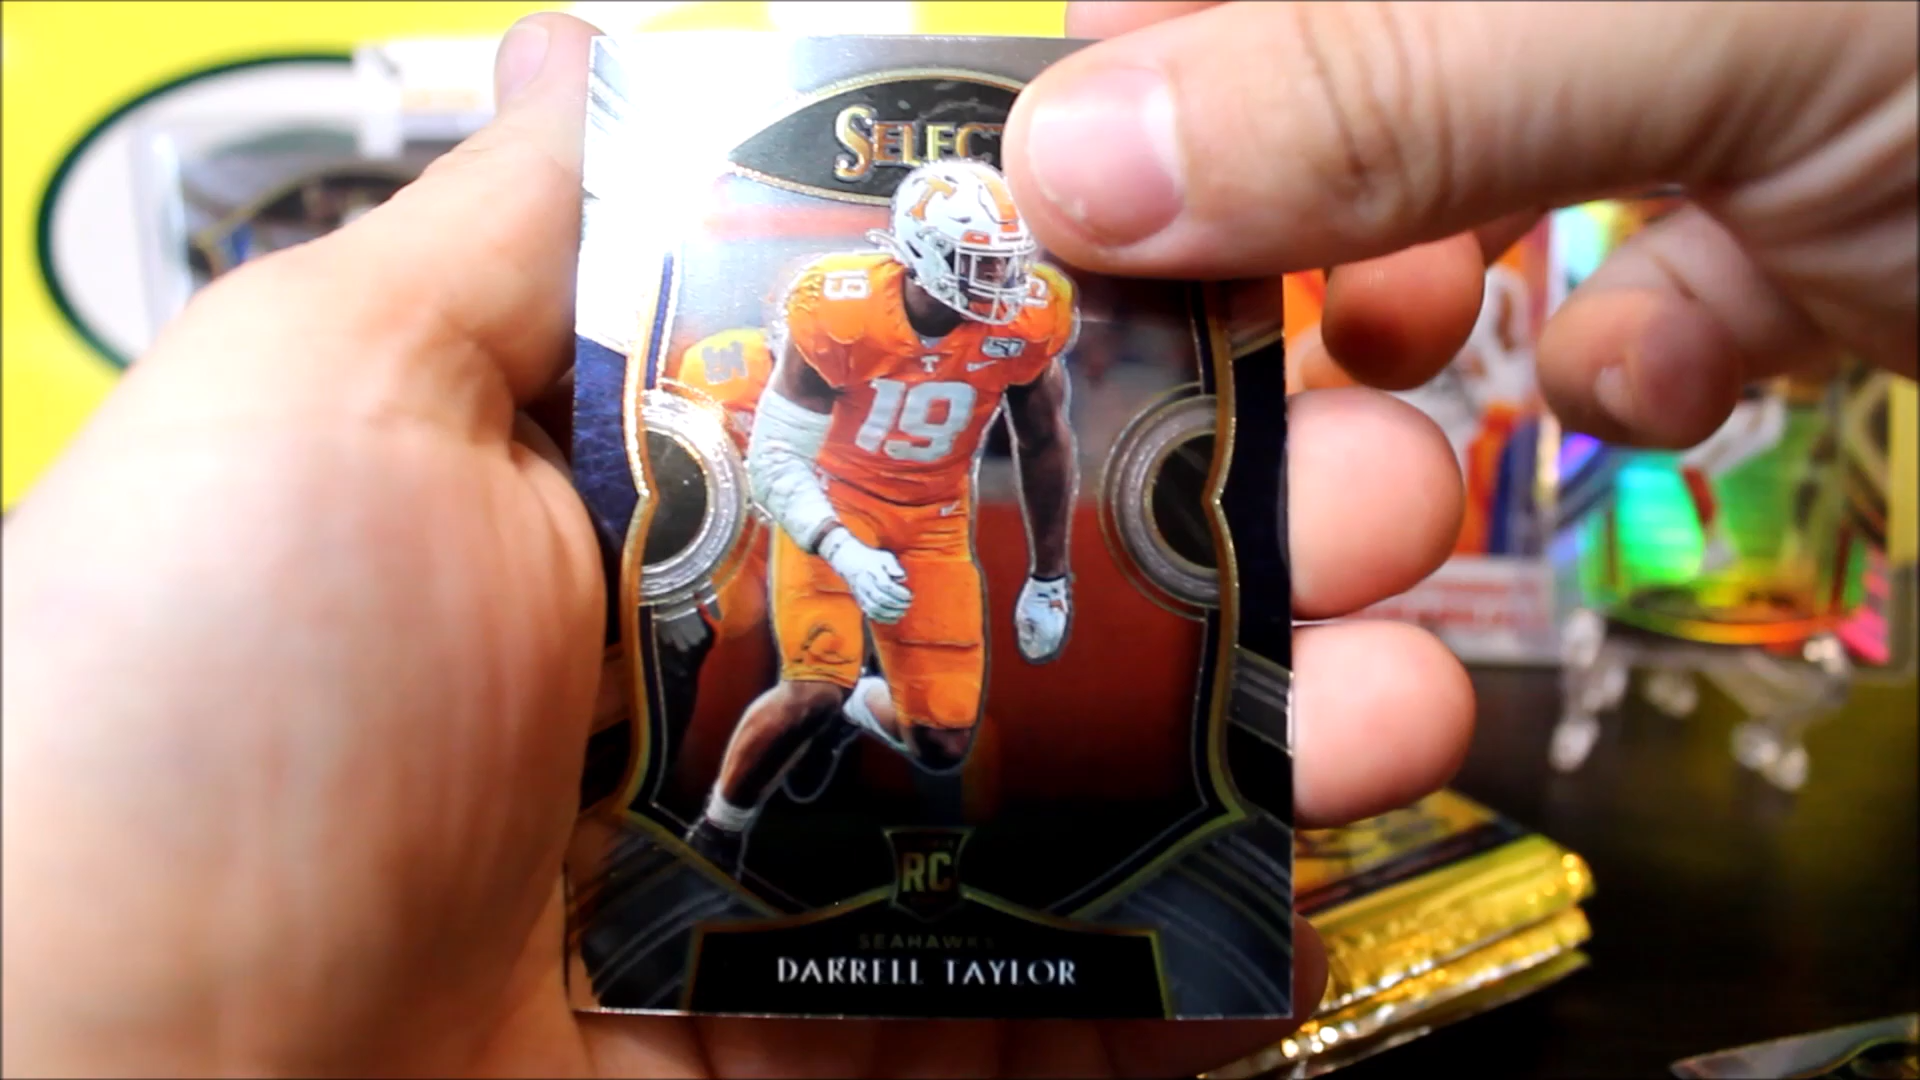 SELECT
19
19
RC
SEAHAWKS
DARRELL TAYLOR